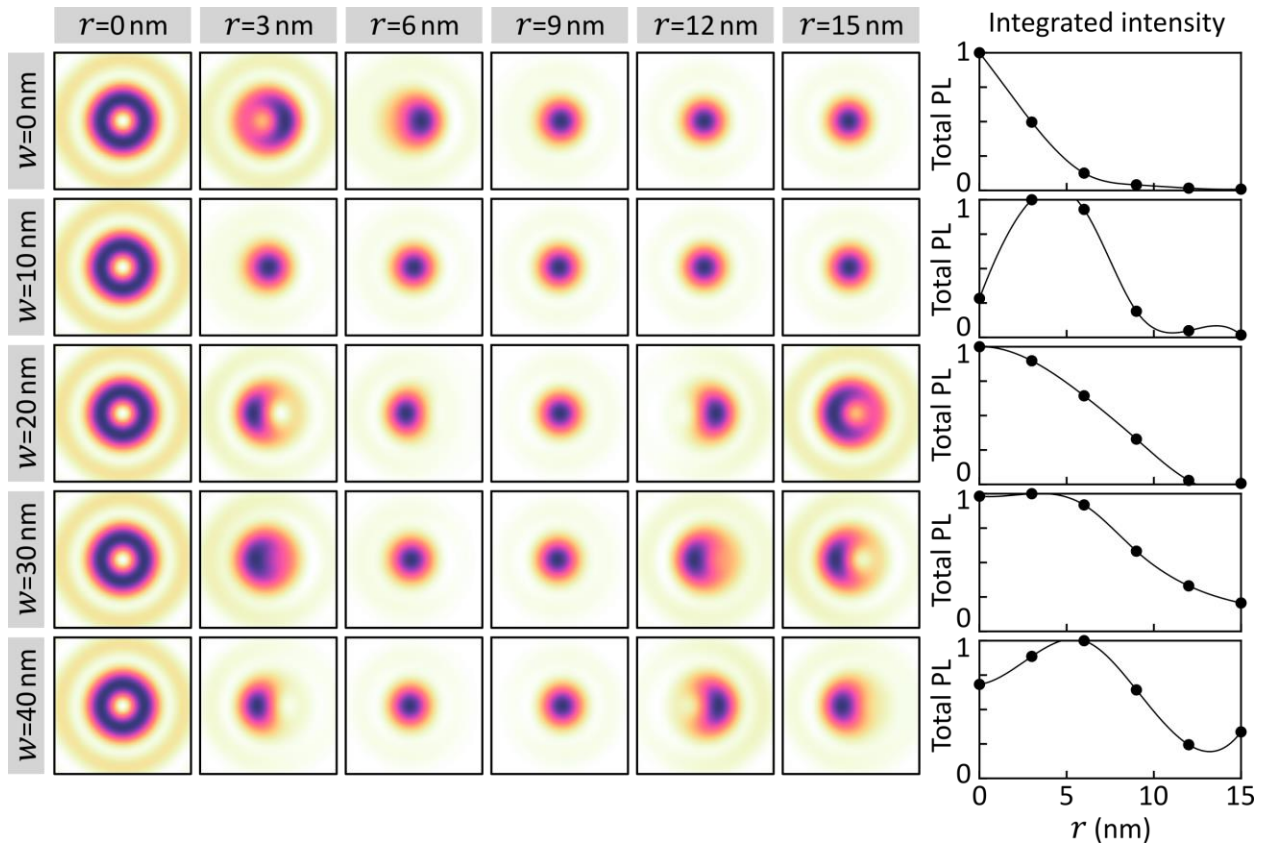 r=0 nm r=3 nm r=6 nm r=9 nm r=12 nm r=15 nm Integrated intensity
w=0 nm
1
Total PL
0
w=10 nm
1
Total PL
0
w=20 nm
1
Total PL
0
w=30 nm
1
Total PL
0
w=40 nm
1
Total PL
0
0 5 10 15
r (nm)